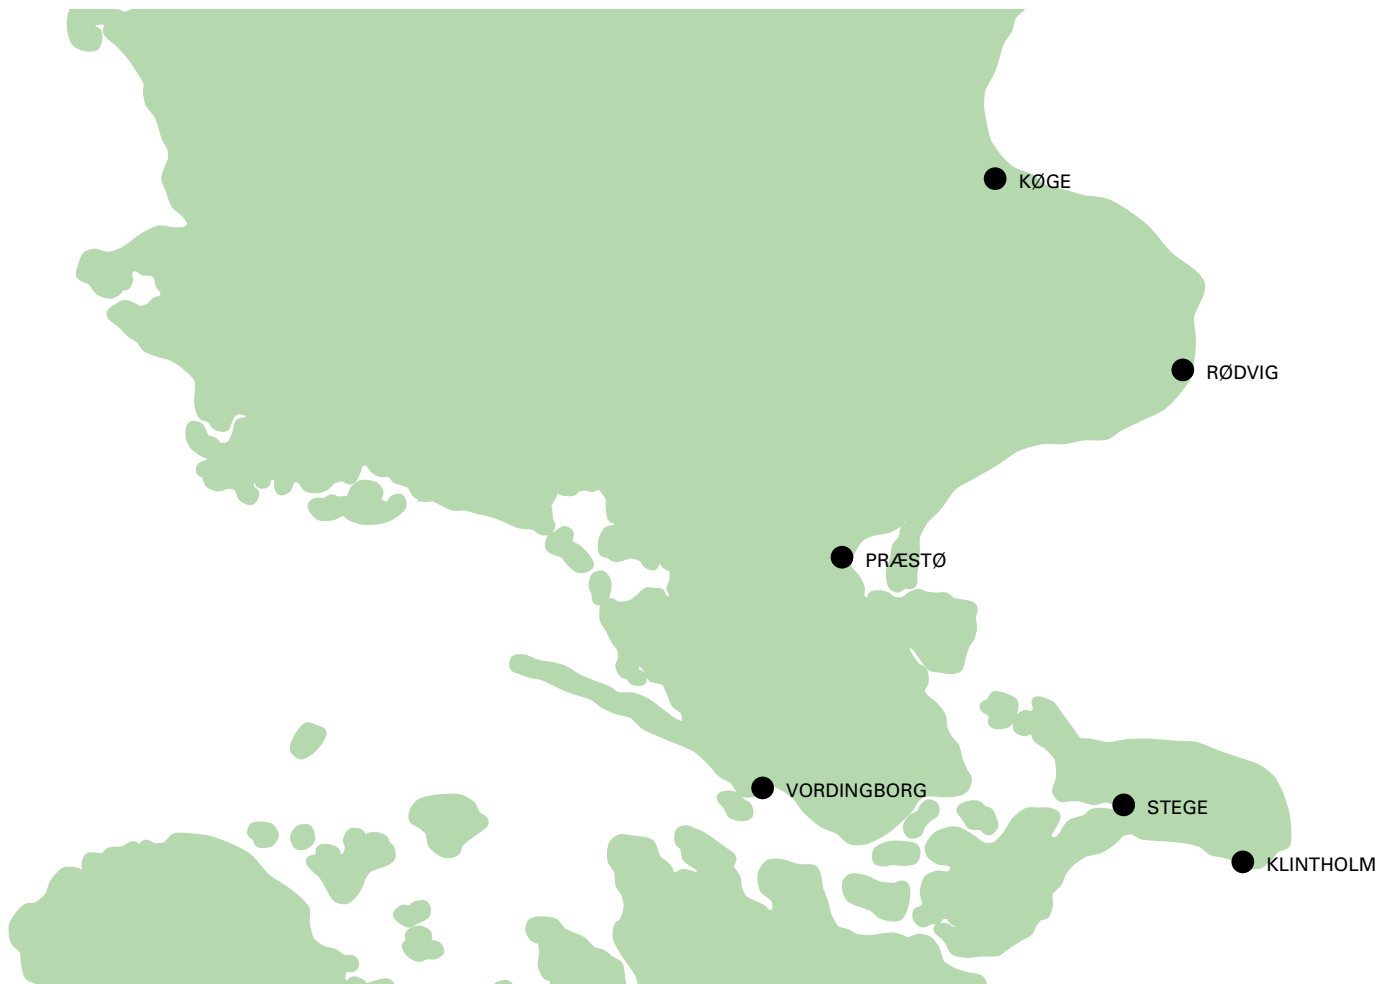 KØGE
RØDVIG
PRÆSTØ
VORDINGBORG
STEGE
KLINTHOLM